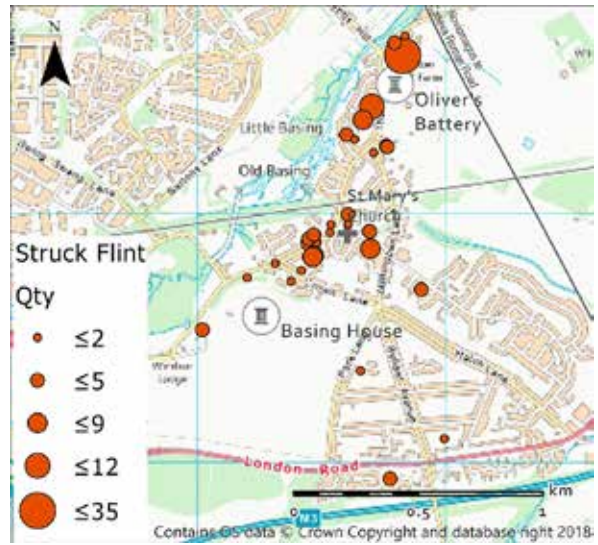 N
Oliver's
Battery
Little Basing
Old Basing
St Mary's
Church
Struck Flint
Qty
≤2
≤5
≤9
≤12
≤35
Basing House
London Road
km
M3
0
0.5
1
Contains OS data © Crown Copyright and database right 2018